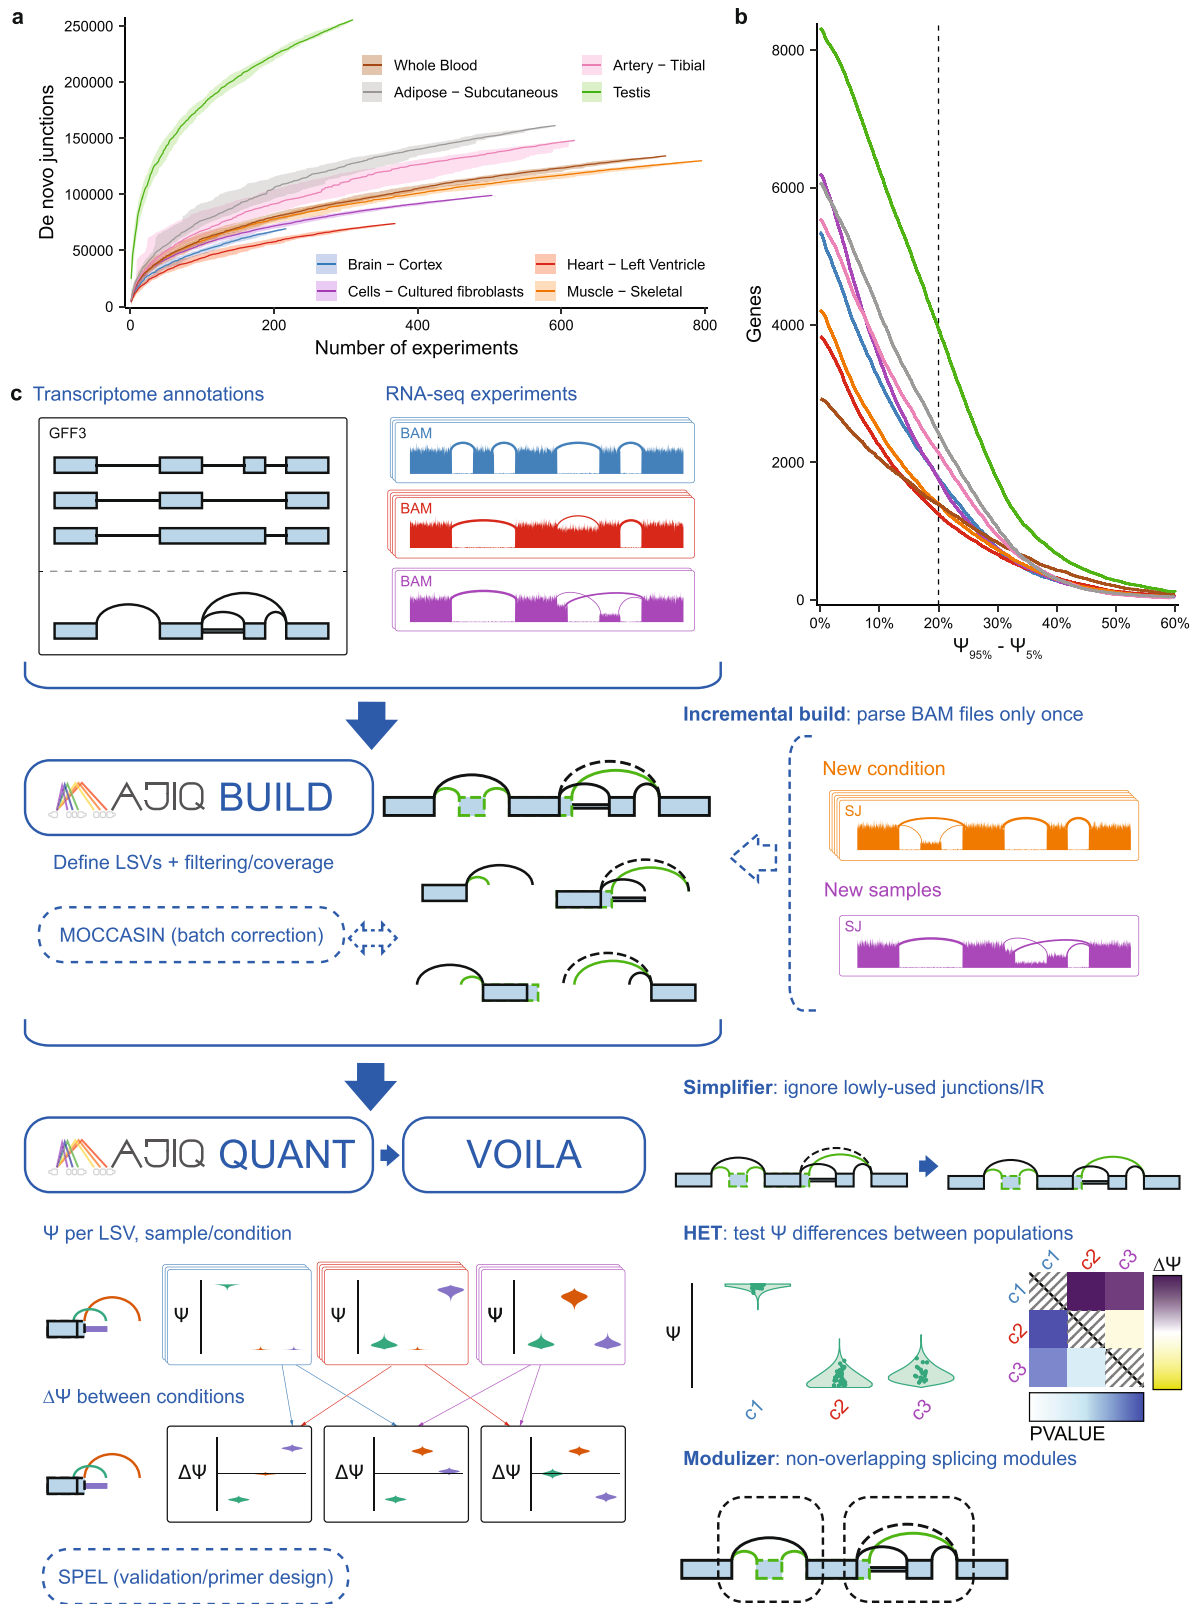 a
250000
200000
150000
100000
50000
0
De novo junctions
Whole Blood
Adipose − Subcutaneous
Artery − Tibial
Testis
Brain − Cortex
Cells − Cultured fibroblasts
Heart − Left Ventricle
Muscle − Skeletal
0 200 400 600 800
Number of experiments
b
8000
6000
4000
2000
0
Genes
0% 10% 20% 30% 40% 50% 60%
Ψ95% - Ψ5%
c Transcriptome annotations
RNA-seq experiments
GFF3
BAM
BAM
BAM
Incremental build: parse BAM files only once
New condition
SJ
New samples
SJ
AJIQ BUILD
Define LSVs + filtering/coverage
MOCCASIN (batch correction)
AJIQ QUANT
VOILA
Simplifier: ignore lowly-used junctions/IR
Ψ per LSV, sample/condition
Ψ
Ψ
Ψ
ΔΨ between conditions
ΔΨ
ΔΨ
ΔΨ
SPEL (validation/primer design)
HET: test Ψ differences between populations
Ψ
c1
c2
c3
c1 c2 c3
c1
c2
c3
ΔΨ
PVALUE
Modulizer: non-overlapping splicing modules